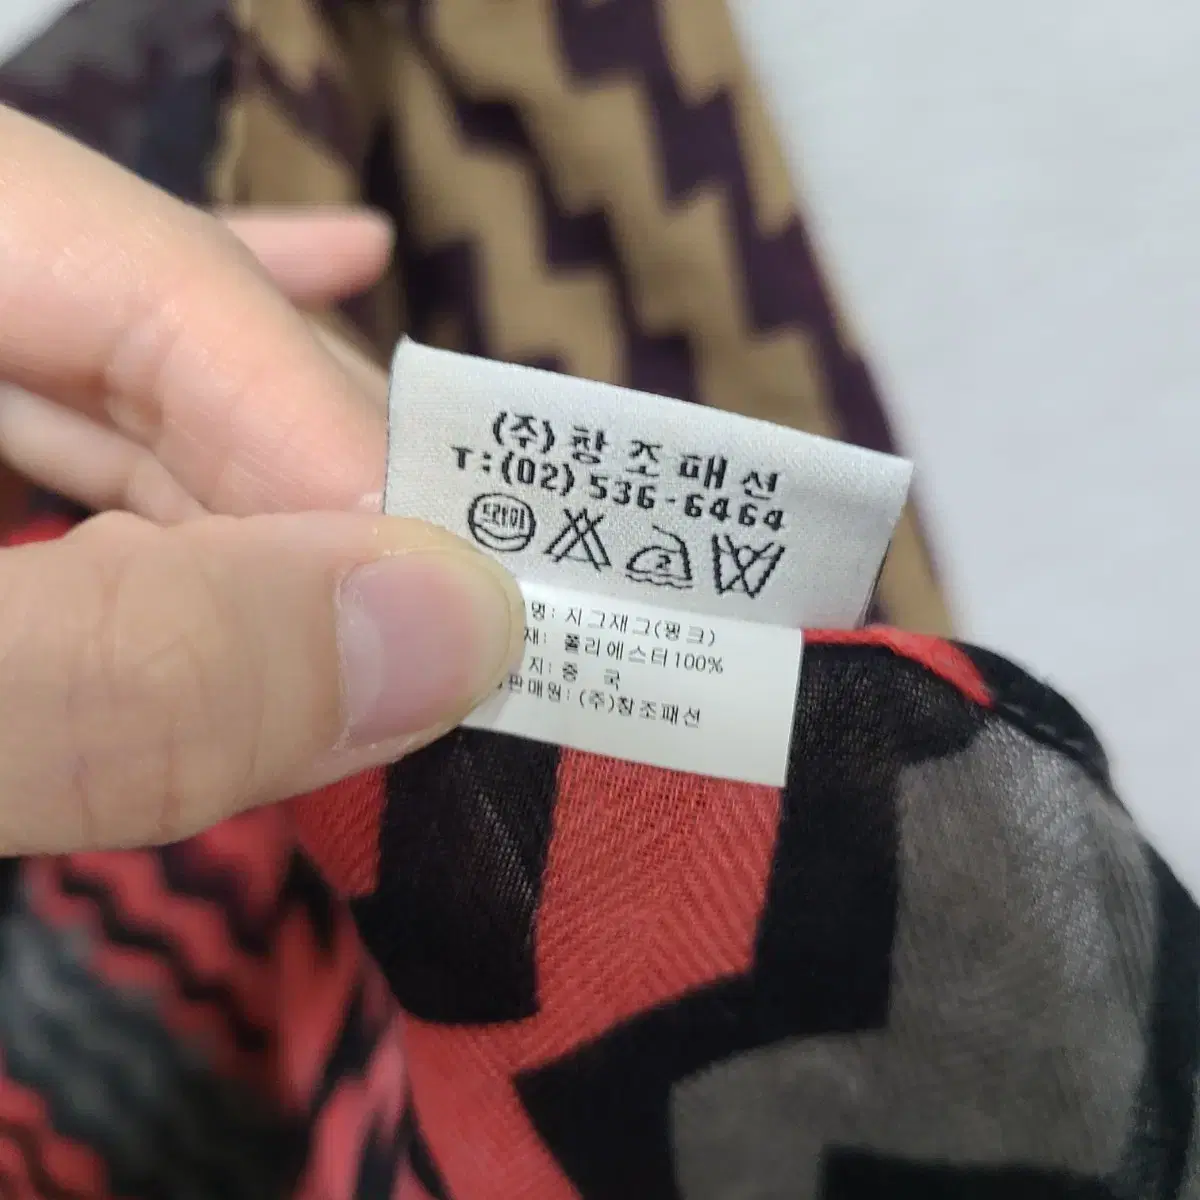 (주)창조패션
T:(02) 536-6464
드라이
2
명: 지그재그(핑크)
재: 폴리에스터100%
지: 중 국
판매원: (주)창조패션